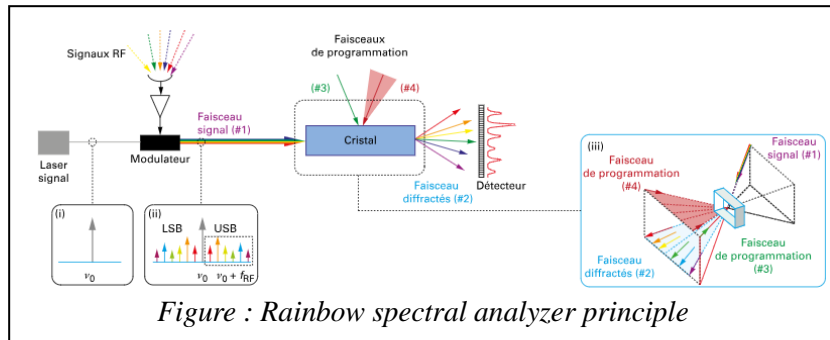 Signaux RF
Faisceaux
de programmation
(#3)
(#4)
Faisceau
signal (#1)
Laser
signal
Modulateur
Cristal
Faisceau
diffractés (#2)
Détecteur
(i)
ν0
(ii)
LSB
USB
ν0
ν0 + fRF
(iii)
Faisceau
signal (#1)
Faisceau
de programmation
(#4)
Faisceau
diffractés (#2)
Faisceau
de programmation
(#3)
Figure : Rainbow spectral analyzer principle